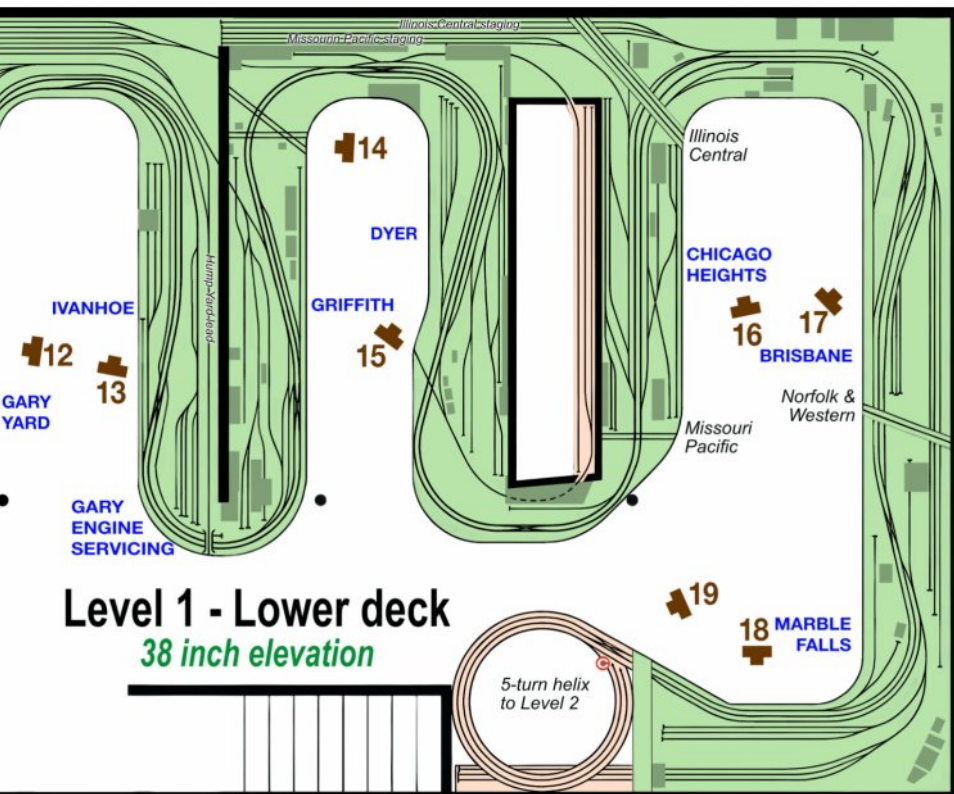 Illinois Central staging
Missourin Pacific staging
14
Illinois
Central
DYER
Hump Yard lead
CHICAGO
HEIGHTS
IVANHOE
GRIFFITH
16
17
12
13
15
BRISBANE
GARY
YARD
Norfolk &
Western
Missouri
Pacific
GARY
ENGINE
SERVICING
Level 1 - Lower deck
38 inch elevation
19
18
MARBLE
FALLS
C
5-turn helix
to Level 2